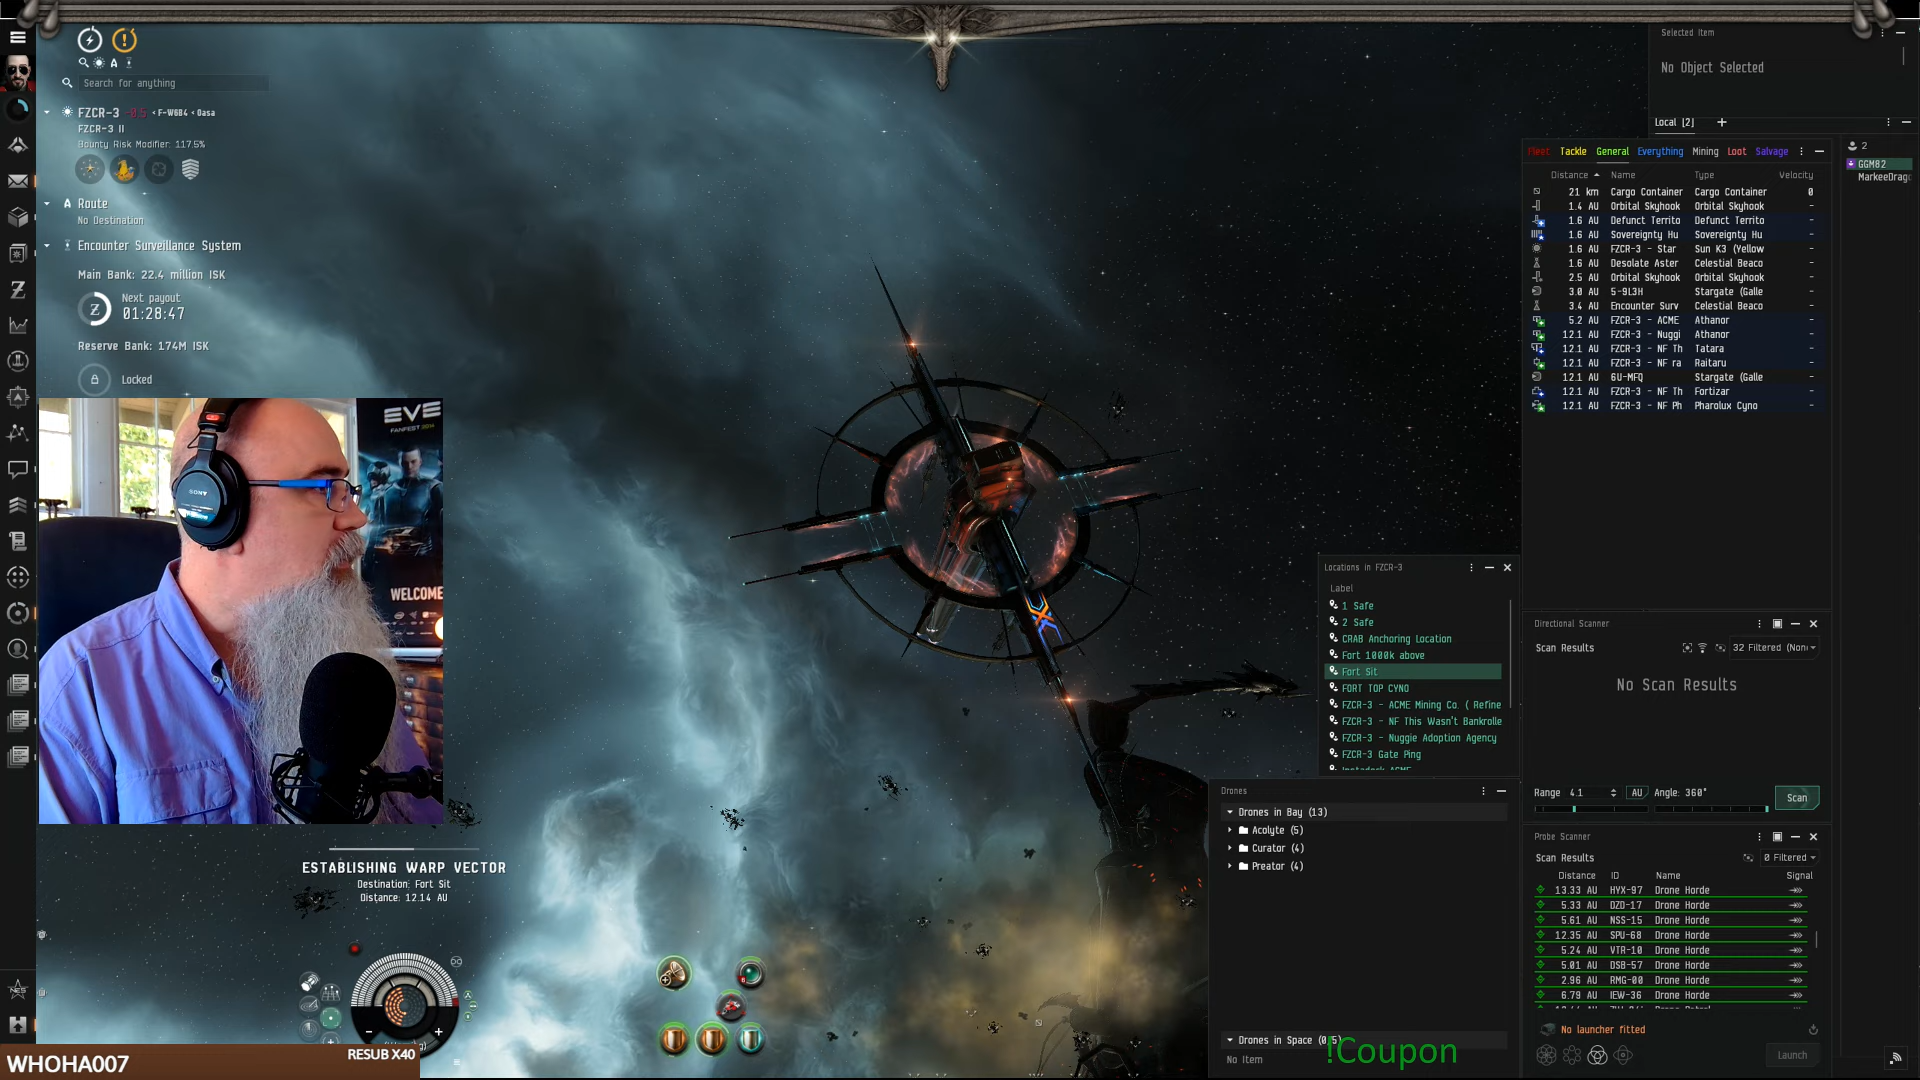 Search for anything
FZCR-3 -0.5 < F-W6B4 < Oasa
FZCR-3 II
Bounty Risk Modifier: 117.5%
Route
No Destination
Encounter Surveillance System
Main Bank: 22.4 million ISK
Next payout
01:28:47
Reserve Bank: 174M ISK
Locked
SONY
EVE
FANFEST
WELCOME
ESTABLISHING WARP VECTOR
Destination: Fort Sit
Distance: 12.14 AU
WHOHA007
RESUB X40
Selected Item
No Object Selected
Local [2]
2
GGM82
MarkeeDrag
Fleet Tackle General Everything Mining Loot Salvage
Distance Name Type Velocity
21 km Cargo Container Cargo Container 0
1.4 AU Orbital Skyhook Orbital Skyhook -
1.6 AU Defunct Territo Defunct Territo -
1.6 AU Sovereignty Hu Sovereignty Hu -
1.6 AU FZCR-3 - Star Sun K3 (Yellow -
1.6 AU Desolate Aster Celestial Beaco -
2.5 AU Orbital Skyhook Orbital Skyhook -
3.0 AU 5-9L3H Stargate (Galle -
3.4 AU Encounter Surv Celestial Beaco -
5.2 AU FZCR-3 - ACME Athanor -
12.1 AU FZCR-3 - Nuggi Athanor -
12.1 AU FZCR-3 - NF Th Tatara -
12.1 AU FZCR-3 - NF ra Raitaru -
12.1 AU 6U-MFQ Stargate (Galle -
12.1 AU FZCR-3 - NF Th Fortizar -
12.1 AU FZCR-3 - NF Ph Pharolux Cyno -
Locations in FZCR-3
Label
1 Safe
2 Safe
CRAB Anchoring Location
Fort 1000k above
Fort Sit
FORT TOP CYNO
FZCR-3 - ACME Mining Co. ( Refine
FZCR-3 - NF This Wasn't Bankrolle
FZCR-3 - Nuggie Adoption Agency
FZCR-3 Gate Ping
Directional Scanner
Scan Results
32 Filtered (Non
No Scan Results
Range 4.1 AU Angle: 360° Scan
Drones
Drones in Bay (13)
Acolyte (5)
Curator (4)
Preator (4)
Drones in Space (0/5)
No Item
!Coupon
Probe Scanner
Scan Results
0 Filtered
Distance ID Name Signal
13.33 AU HYX-97 Drone Horde
5.33 AU DZD-17 Drone Horde
5.61 AU NSS-15 Drone Horde
12.35 AU SPU-68 Drone Horde
5.24 AU VTR-10 Drone Horde
5.01 AU DSB-57 Drone Horde
2.96 AU RMG-00 Drone Horde
6.79 AU IEW-36 Drone Horde
No launcher fitted
Launch